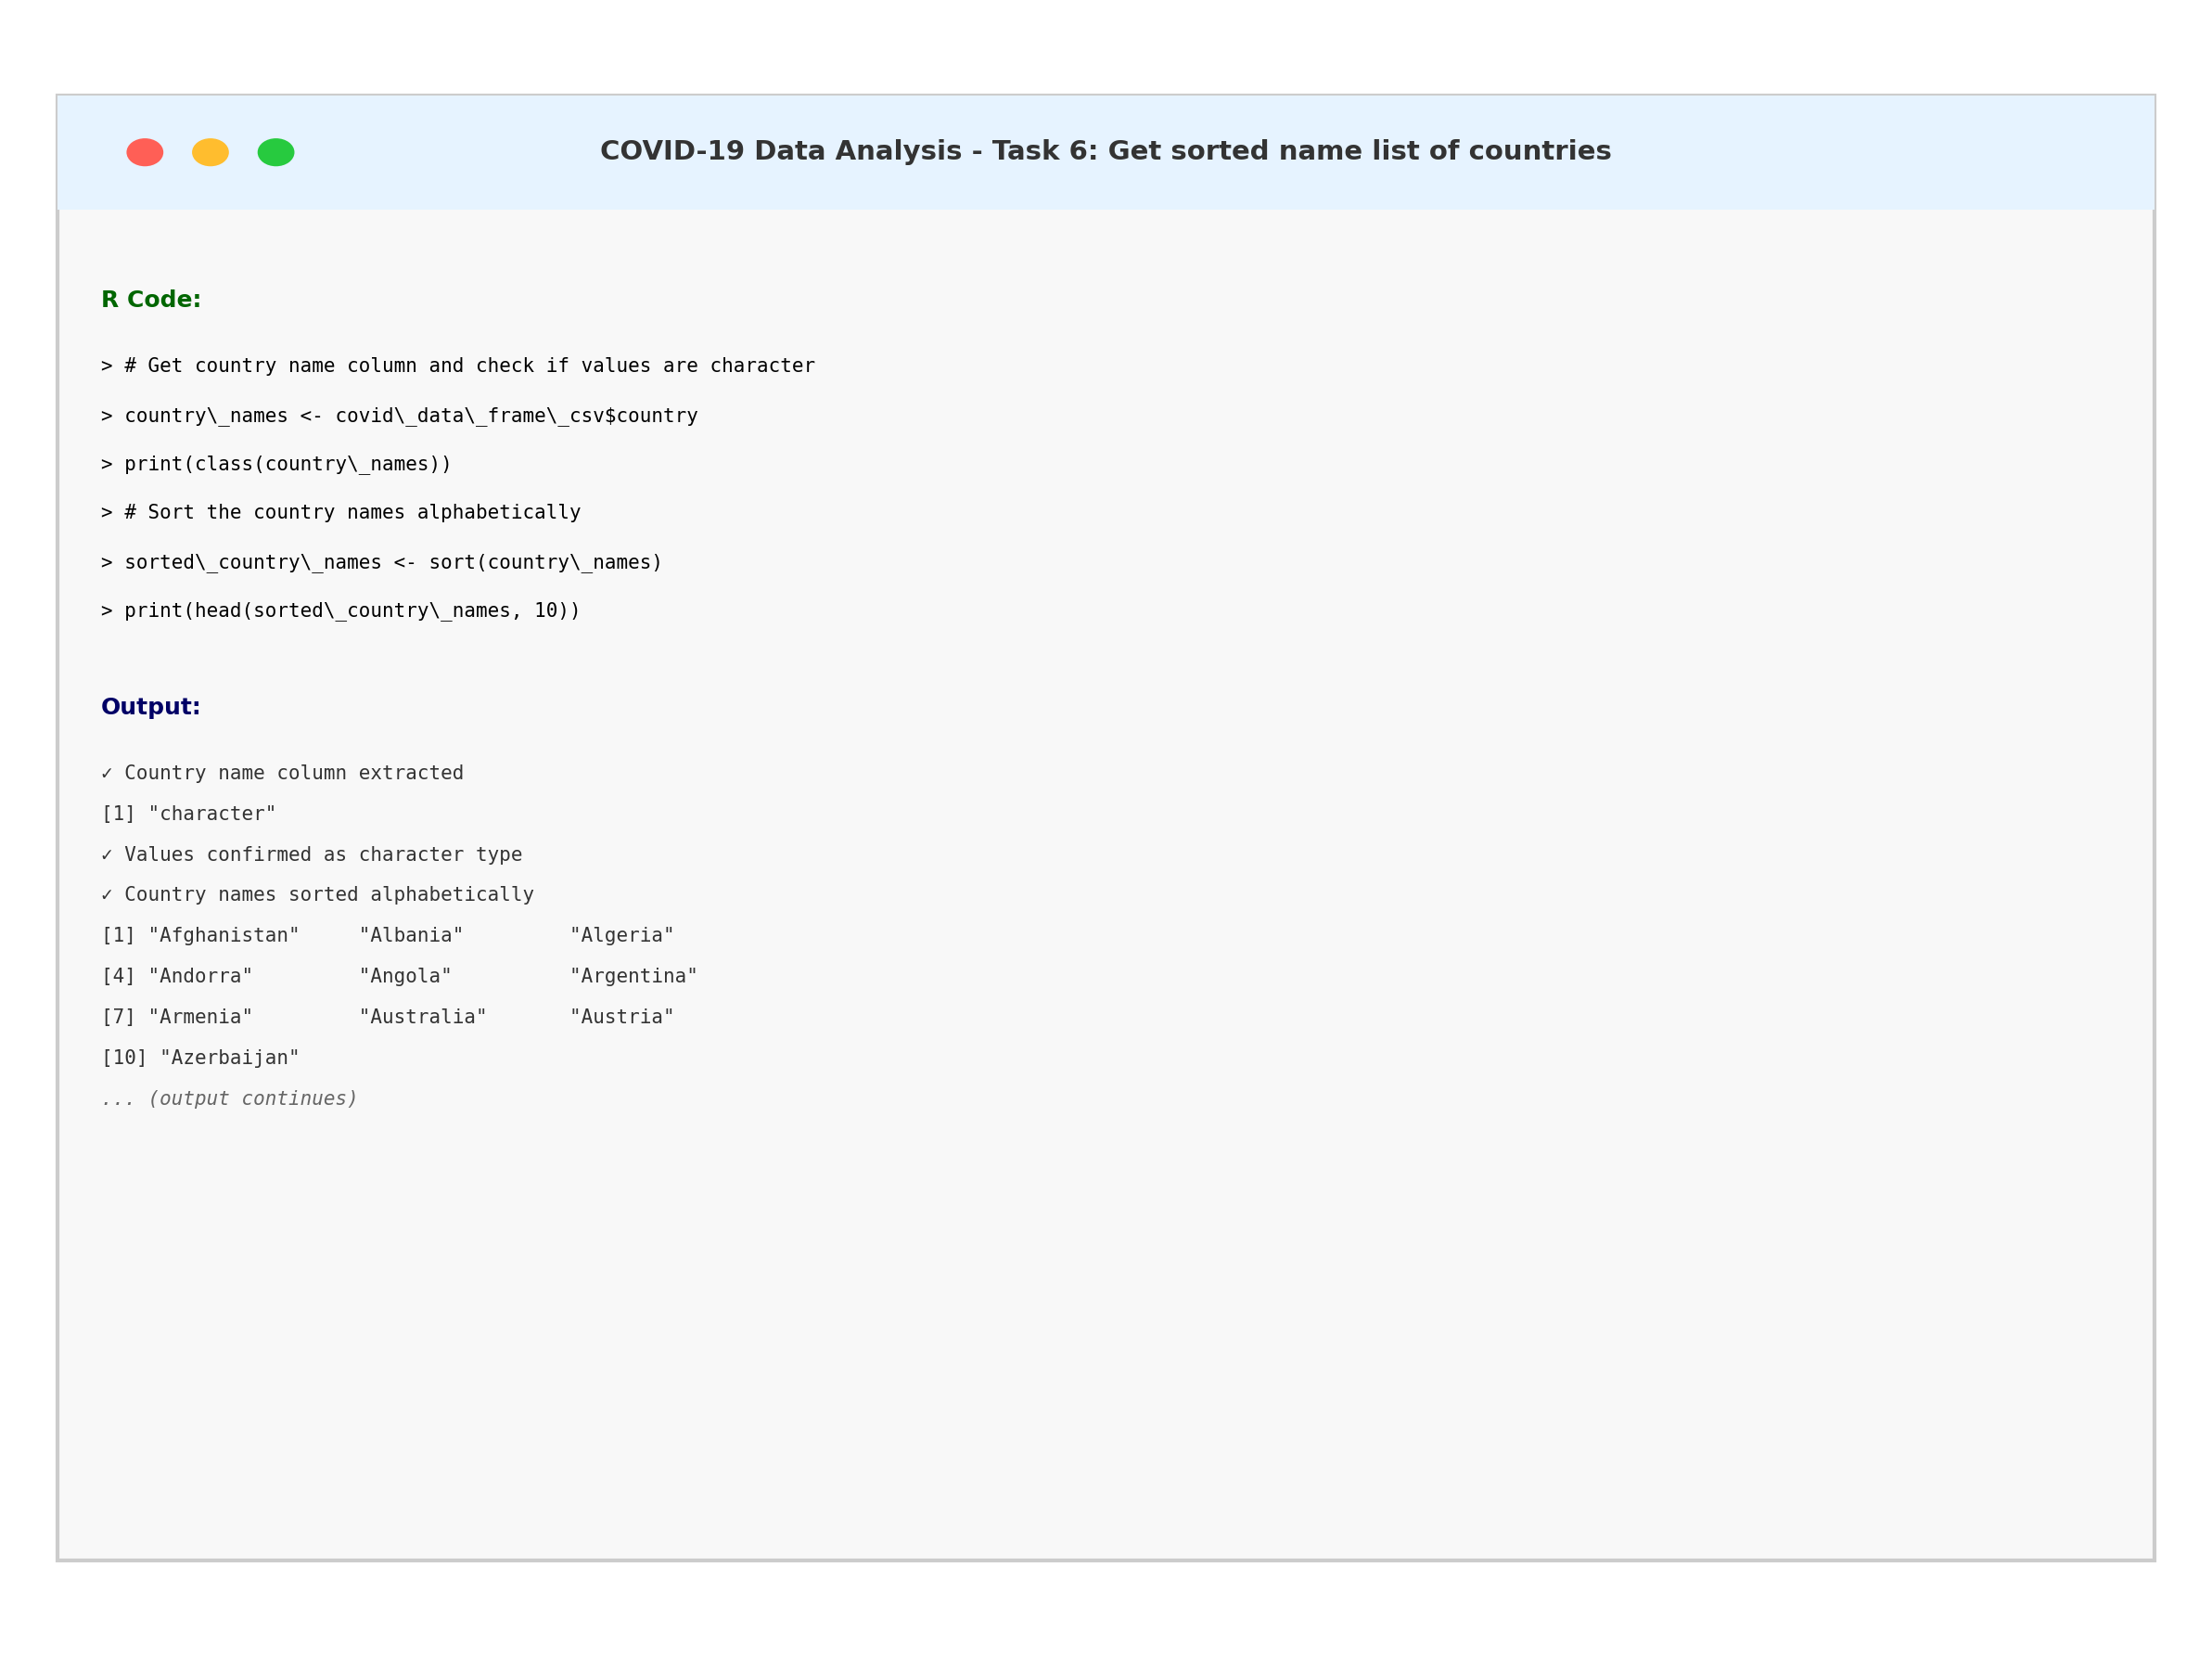 COVID-19 Data Analysis - Task 6: Get sorted name list of countries
R Code:
> # Get country name column and check if values are character
> country\_names <- covid\_data\_frame\_csv$country
> print(class(country\_names))
> # Sort the country names alphabetically
> sorted\_country\_names <- sort(country\_names)
> print(head(sorted\_country\_names, 10))
Output:
✓ Country name column extracted
[1] "character"
✓ Values confirmed as character type
✓ Country names sorted alphabetically
[1] "Afghanistan"     "Albania"         "Algeria"
[4] "Andorra"         "Angola"          "Argentina"
[7] "Armenia"         "Australia"       "Austria"
[10] "Azerbaijan"
... (output continues)